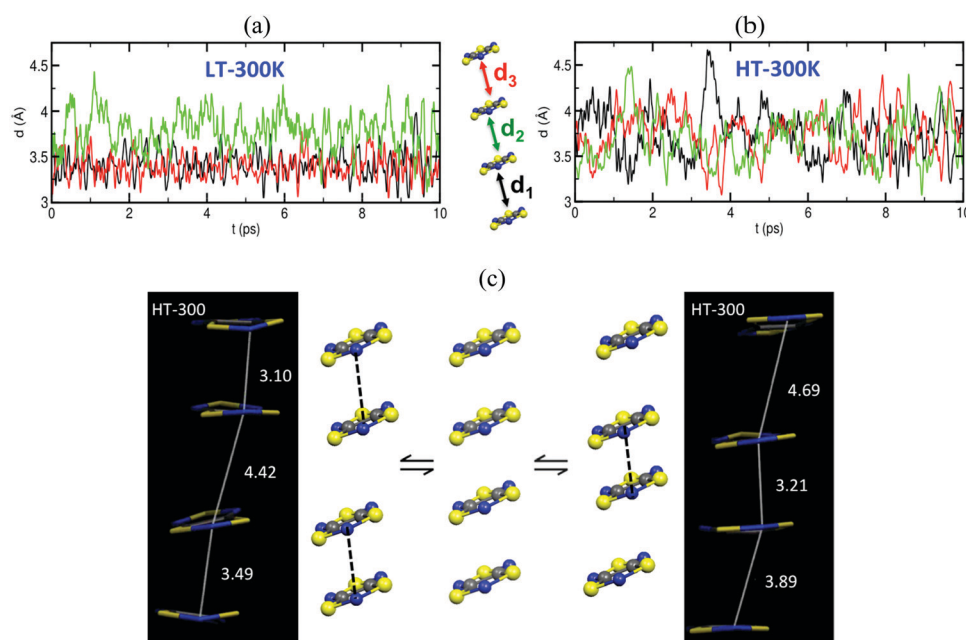 (a)
LT-300K
d (Å)
4.5
4
3.5
3
0
2
4
6
8
10
t (ps)
d3
d2
d1
(b)
HT-300K
d (Å)
4.5
4
3.5
3
0
2
4
6
8
10
t (ps)
(c)
HT-300
3.10
4.42
3.49
HT-300
4.69
3.21
3.89